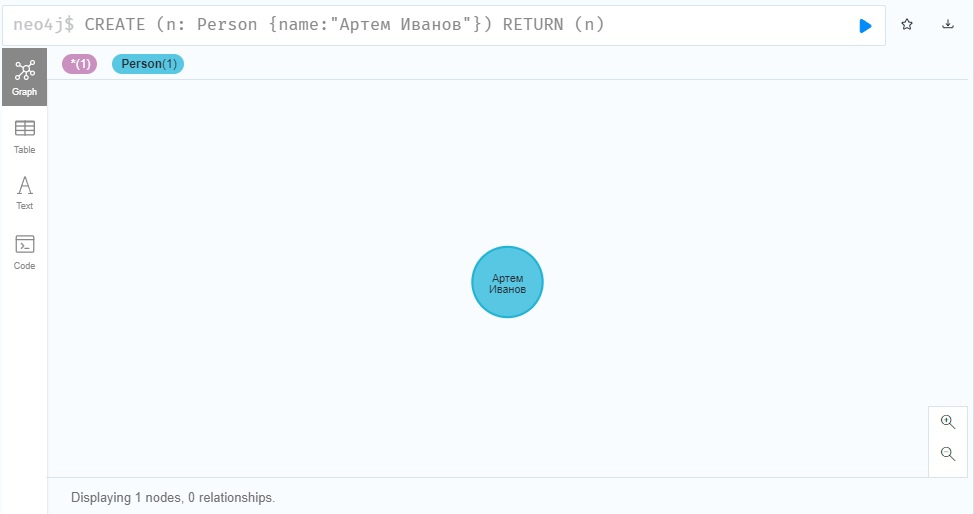 neo4j$ CREATE (n: Person {name:"Артем Иванов"}) RETURN (n)
*(1) Person(1)
Graph
Table
Text
Code
Артем
Иванов
Displaying 1 nodes, 0 relationships.